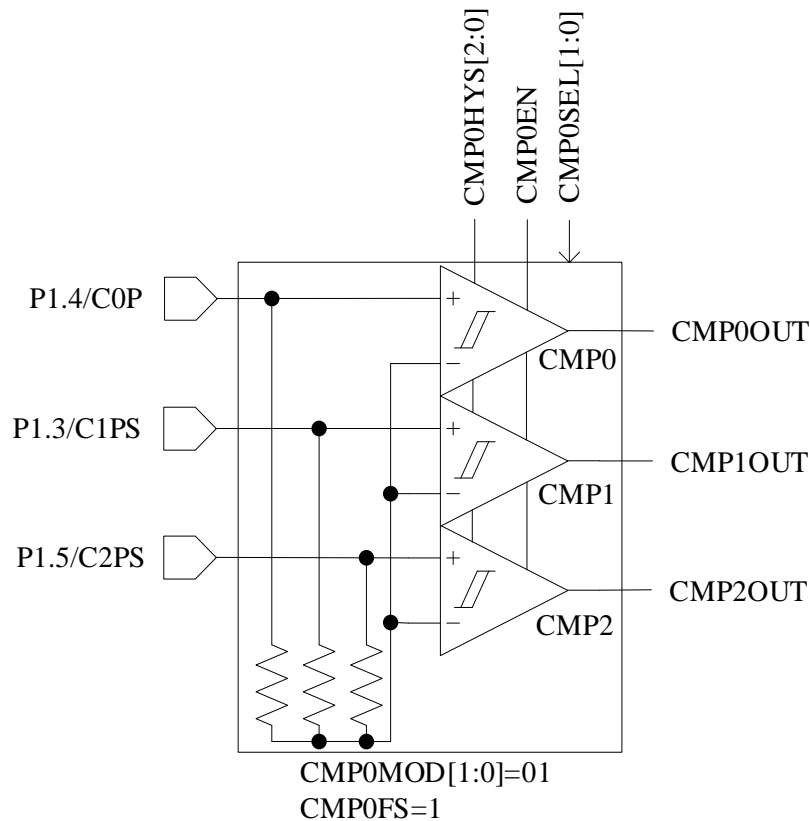 CMP0HYS[2:0]
CMP0EN
CMP0SEL[1:0]
P1.4/C0P
+
−
CMP0
CMP0OUT
P1.3/C1PS
+
−
CMP1
CMP1OUT
P1.5/C2PS
+
−
CMP2
CMP2OUT
CMP0MOD[1:0]=01
CMP0FS=1